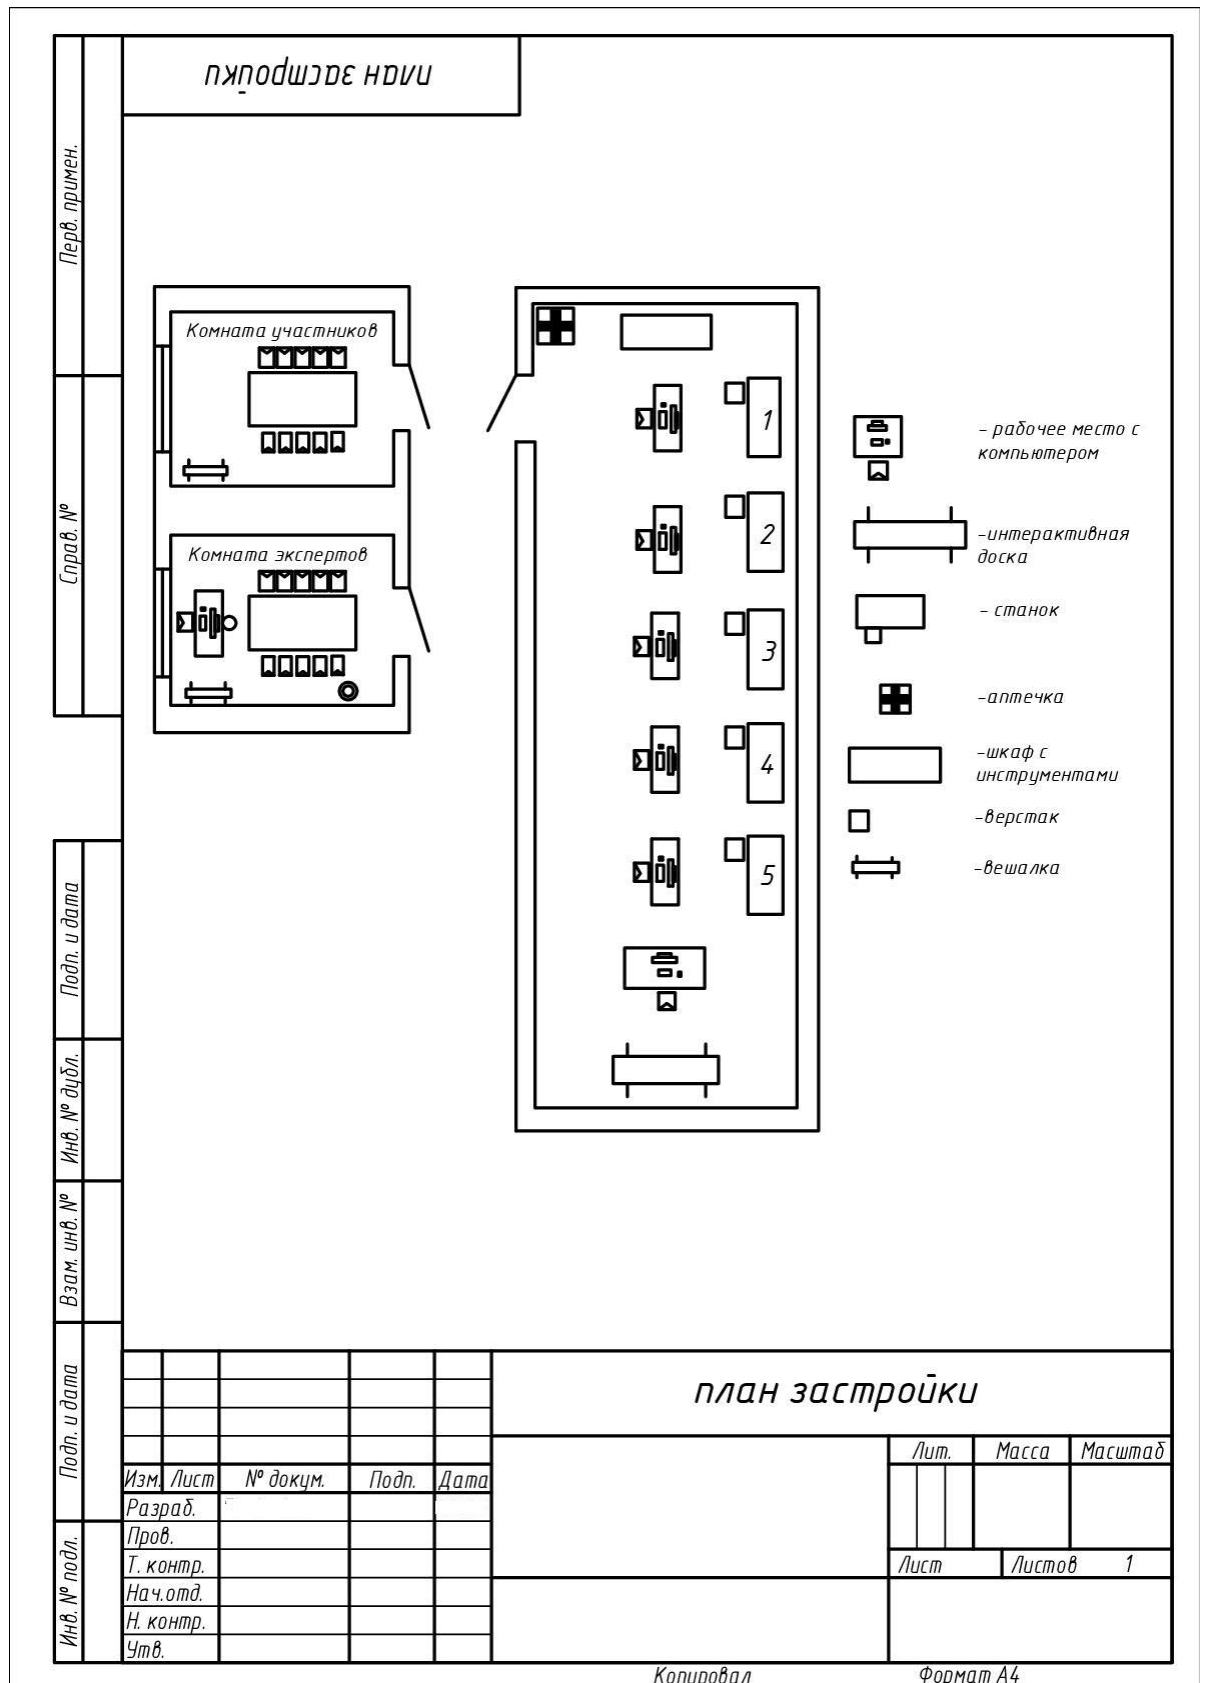 план застройки
Перв. примен.
Справ. №
Подп. и дата
Инв. № дубл.
Взам. инв. №
Подп. и дата
Инв. № подл.
Комната участников
Комната экспертов
1
2
3
4
5
- рабочее место с
компьютером
-интерактивная
доска
- станок
-аптечка
-шкаф с
инструментами
-верстак
-вешалка
план застройки
Лит. Масса Масштаб
Изм. Лист № докум. Подп. Дата
Разраб.
Пров.
Т. контр.
Лист Листов 1
Нач.отд.
Н. контр.
Утв.
Копировал Формат А4